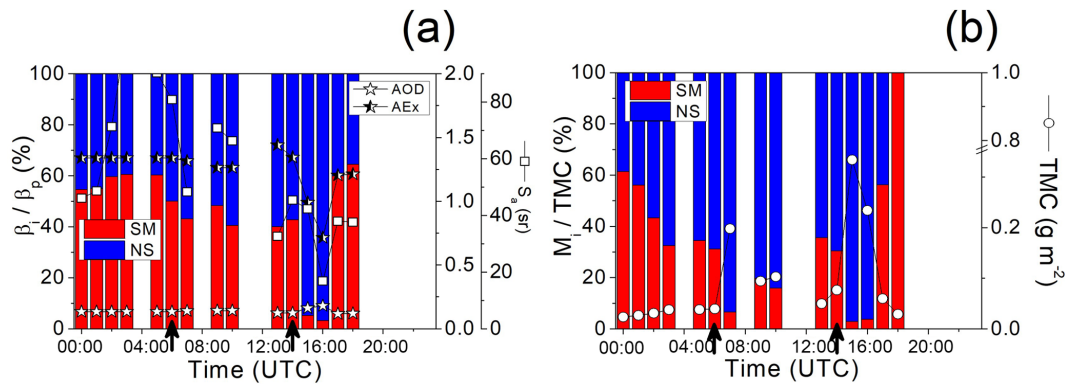 (a)
(b)
100
80
60
40
20
0
β_i / β_p (%)
AOD
AEx
SM
NS
2.0
1.5
1.0
0.5
0.0
80
60
40
20
0
S_a (sr)
00:00 04:00 08:00 12:00 16:00 20:00
Time (UTC)
100
80
60
40
20
0
M_i / TMC (%)
SM
NS
1.0
0.8
0.2
0.0
TMC (g m^-2)
00:00 04:00 08:00 12:00 16:00 20:00
Time (UTC)